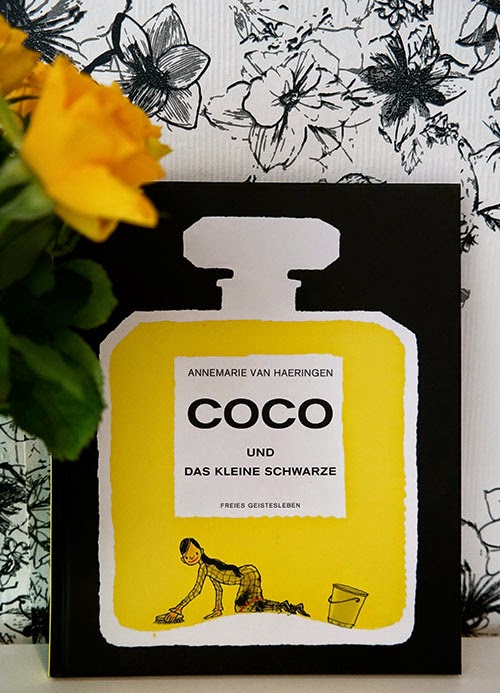 ANNEMARIE VAN HAERINGEN
COCO
UND
DAS KLEINE SCHWARZE
FREIES GEISTESLEBEN